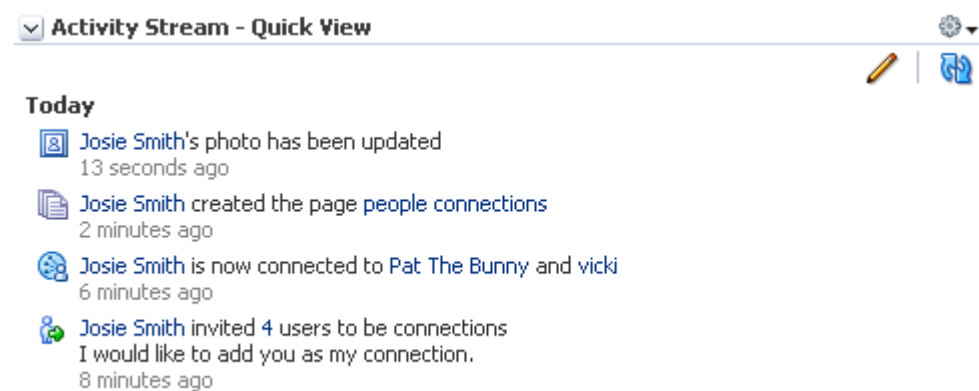 Activity Stream - Quick View
Today
Josie Smith's photo has been updated
13 seconds ago
Josie Smith created the page people connections
2 minutes ago
Josie Smith is now connected to Pat The Bunny and vicki
6 minutes ago
Josie Smith invited 4 users to be connections
I would like to add you as my connection.
8 minutes ago